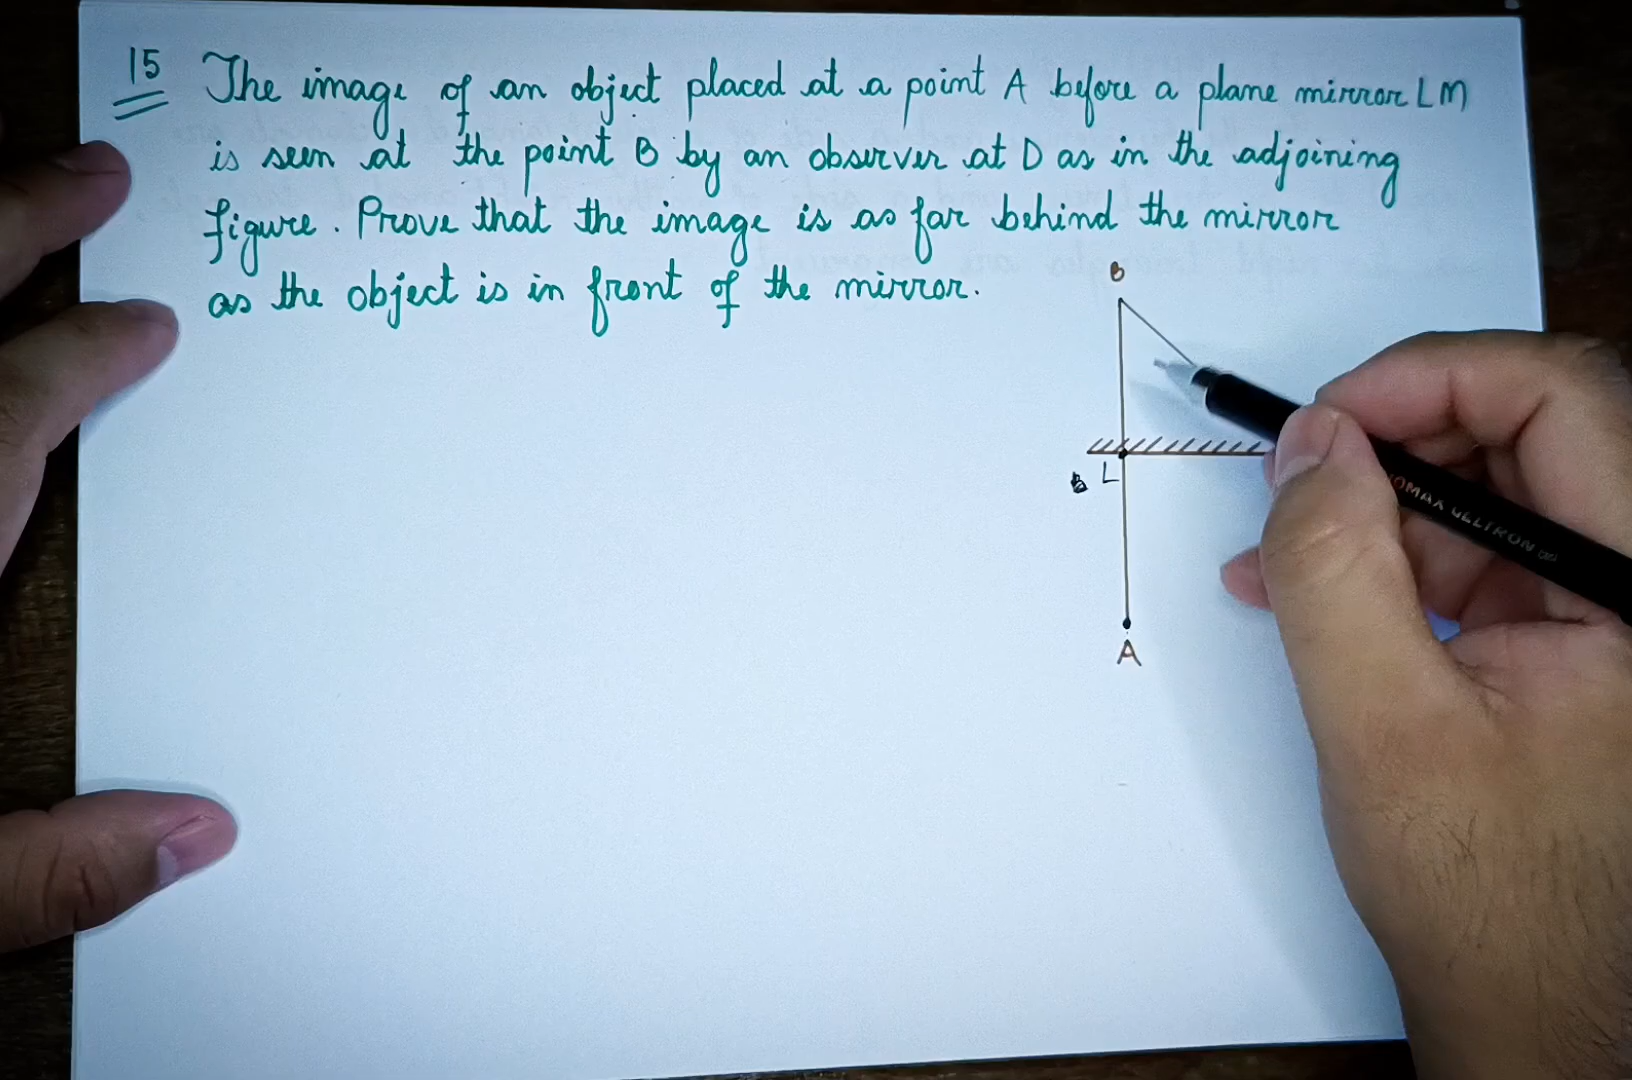 15 The image of an object placed at a point A before a plane mirror LM
is seen at the point B by an observer at D as in the adjoining
figure. Prove that the image is as far behind the mirror
as the object is in front of the mirror.
B
L
A